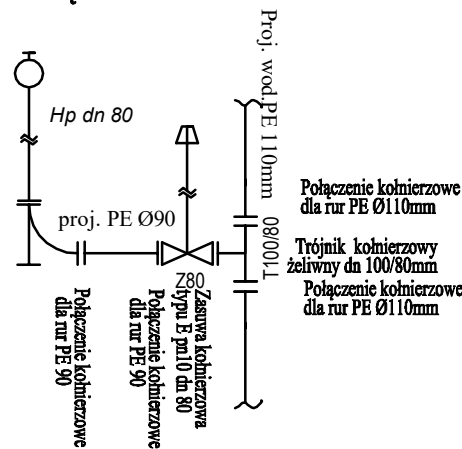 Hp dn 80
Proj. wod.PE 110mm
proj. PE Ø90
Połączenie kołnierzowe
dla rur PE Ø110mm
Trójnik kołnierzowy
żeliwny dn 100/80mm
Połączenie kołnierzowe
dla rur PE Ø110mm
T-100/80
Z80
Zasuwa kołnierzowa
typu E pn10 dn 80
Połączenie kołnierzowe
dla rur PE 90
Połączenie kołnierzowe
dla rur PE 90